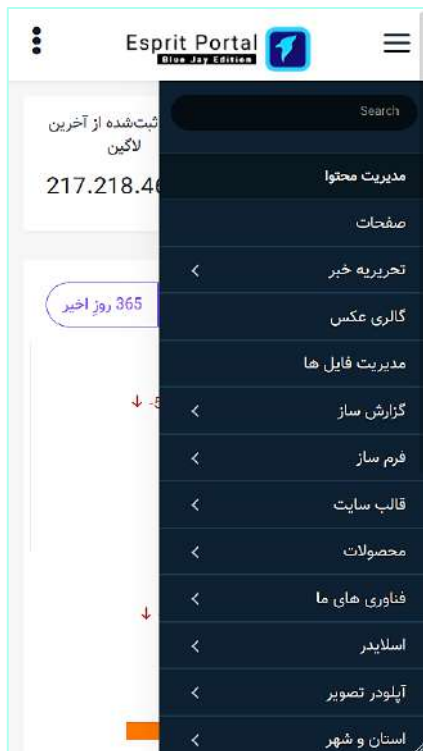 Esprit Portal
Blue Jay Edition
Search
ثبت‌شده از آخرین
لاگین
217.218.4
365 روز اخیر
مدیریت محتوا
صفحات
تحریریه خبر
گالری عکس
مدیریت فایل ها
گزارش ساز
فرم ساز
قالب سایت
محصولات
فناوری های ما
اسلایدر
آپلودر تصویر
استان و شهر